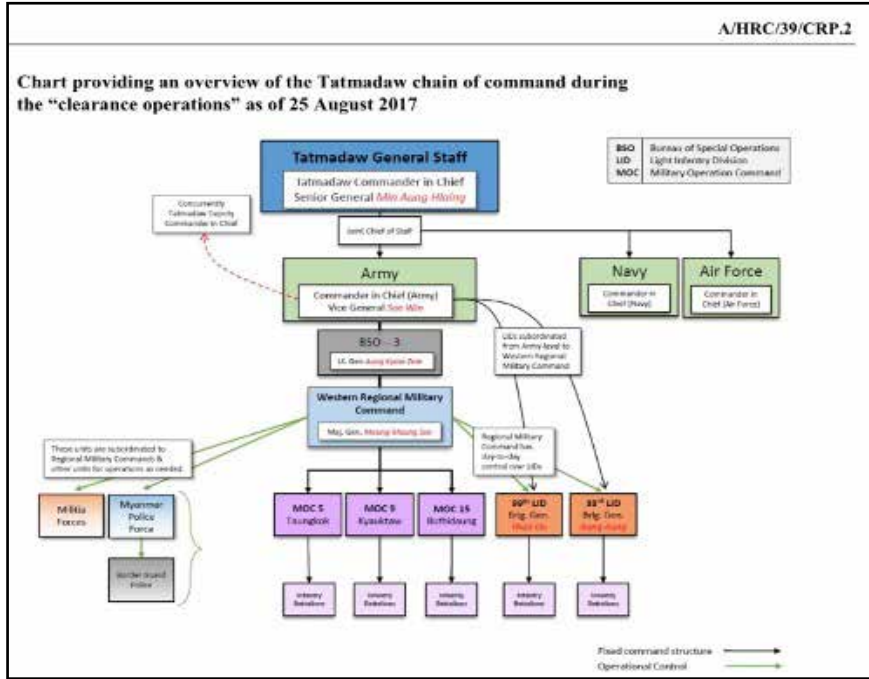 A/HRC/39/CRP.2
Chart providing an overview of the Tatmadaw chain of command during
the “clearance operations” as of 25 August 2017
Tatmadaw General Staff
Tatmadaw Commander in Chief
Senior General Min Aung Hlaing
BSO Bureau of Special Operations
LID Light Infantry Division
MOC Military Operation Command
Concurrently
Tatmadaw Deputy
Commander in Chief
Joint Chief of Staff
Army
Commander in Chief (Army)
Vice General Soe Win
Navy
Commander in
Chief (Navy)
Air Force
Commander in
Chief (Air Force)
BSO – 3
Lt. Gen Aung Kyaw Zaw
LIDs subordinated
from Army level to
Western Regional
Military Command
Western Regional Military
Command
Maj. Gen. Maung Maung Soe
These units are subordinated to
Regional Military Commands &
other units for operations as needed.
Regional Military
Command has
day-to-day
control over LIDs
Militia
Forces
Myanmar
Police
Force
Border Guard
Police
MOC 5
Taungkok
MOC 9
Kyauktaw
MOC 15
Buthidaung
99th LID
Brig. Gen.
33rd LID
Brig. Gen.
Aung Aung
Infantry
Battalions
Infantry
Battalions
Infantry
Battalions
Infantry
Battalions
Infantry
Battalions
Fixed command structure
Operational Control